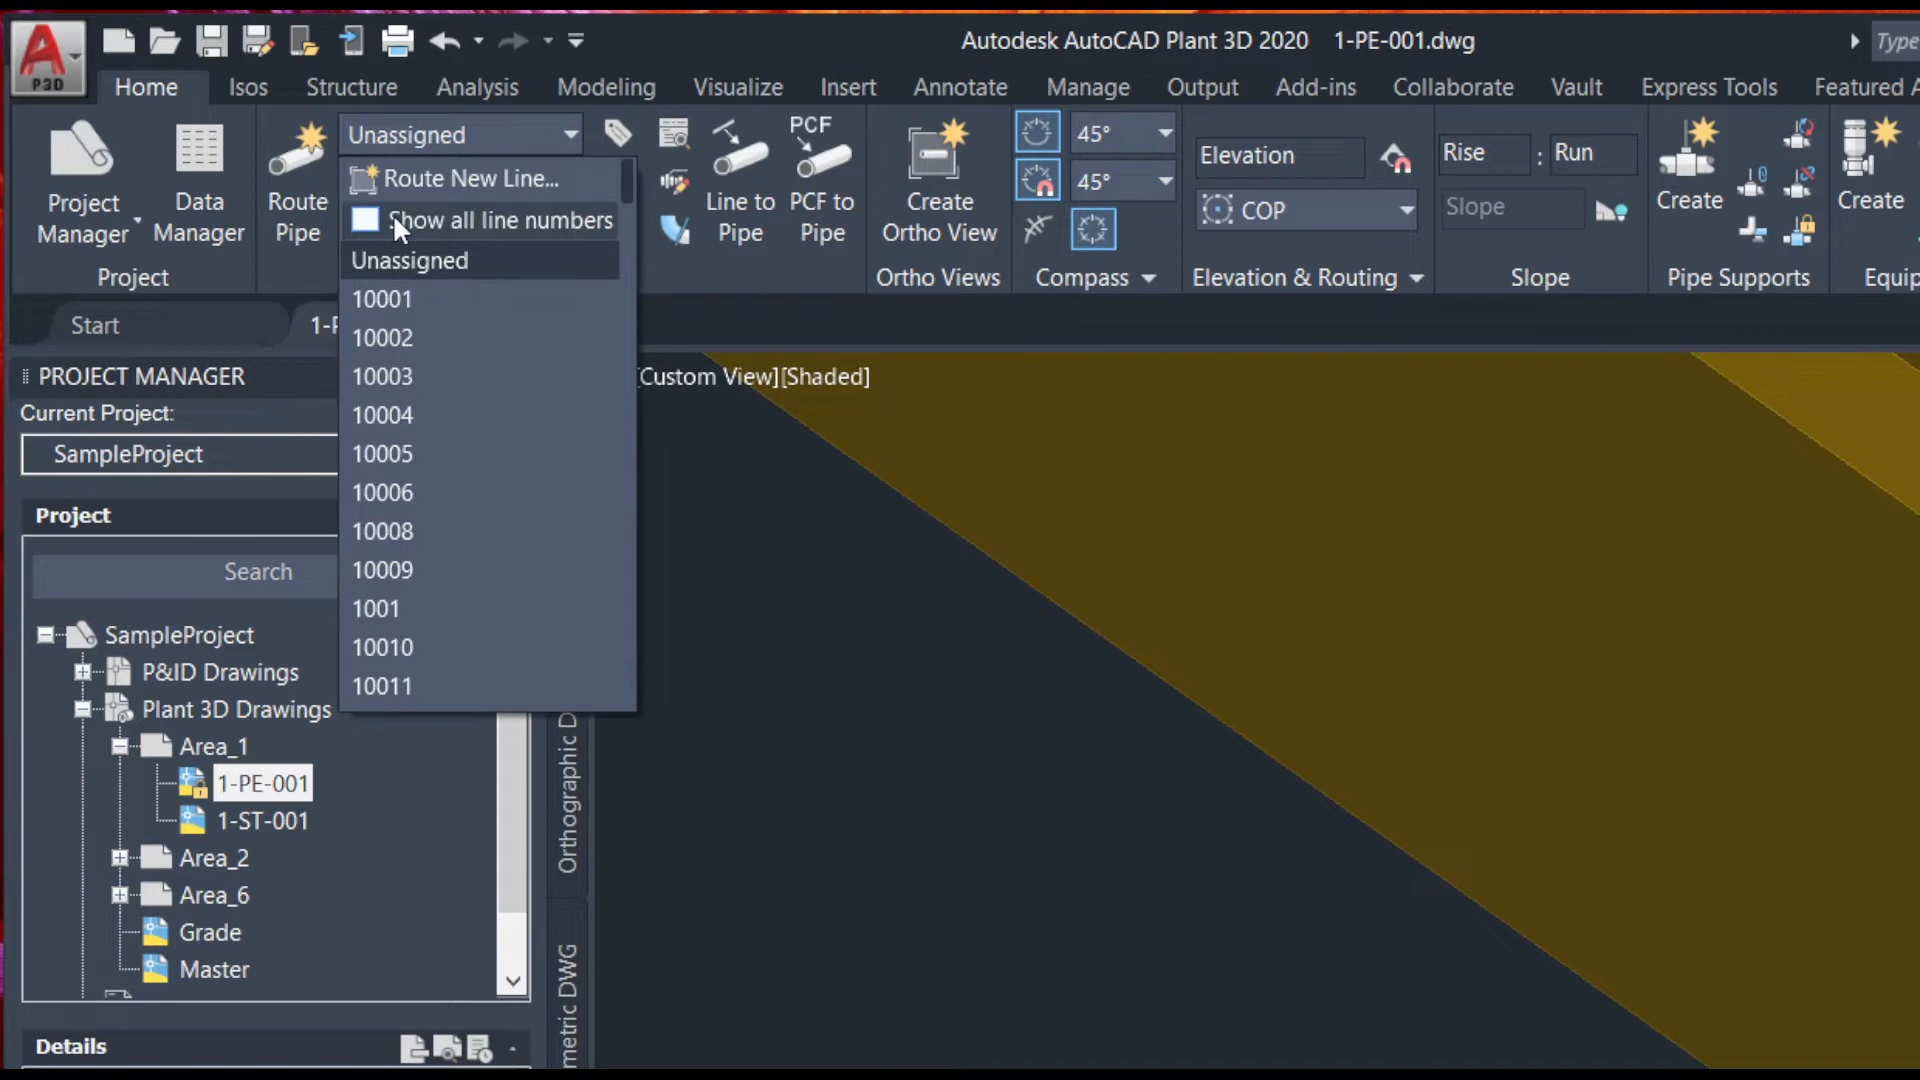 Autodesk AutoCAD Plant 3D 2020 1-PE-001.dwg
Type
P3D
Home Isos Structure Analysis Modeling Visualize Insert Annotate Manage Output Add-ins Collaborate Vault Express Tools Featured A
Project Manager
Data Manager
Project
Route Pipe
Unassigned
Route New Line...
Show all line numbers
Unassigned
10001
10002
10003
10004
10005
10006
10008
10009
1001
10010
10011
Line to Pipe
PCF
PCF to Pipe
Create Ortho View
Ortho Views
45°
45°
Compass
Elevation
COP
Elevation & Routing
Rise : Run
Slope
Slope
Create
Pipe Supports
Create
Equip
Start
1-P
[Custom View][Shaded]
PROJECT MANAGER
Current Project:
SampleProject
Project
Search
SampleProject
P&ID Drawings
Plant 3D Drawings
Area_1
1-PE-001
1-ST-001
Area_2
Area_6
Grade
Master
Orthographic D
metric DWG
Details